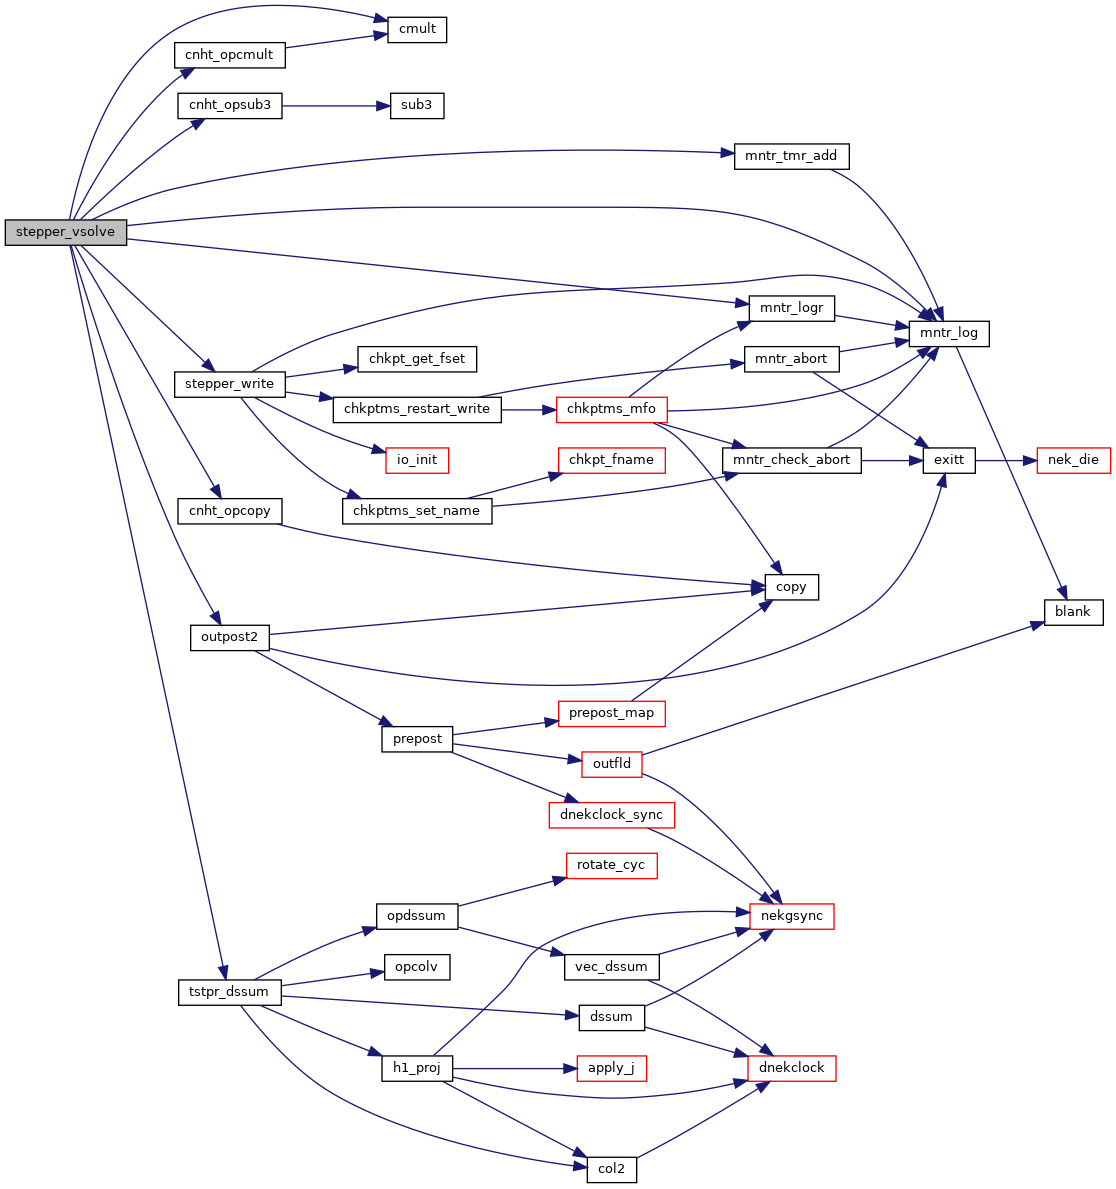 cmult
cnht_opcmult
cnht_opsub3
sub3
mntr_tmr_add
stepper_vsolve
mntr_logr
mntr_log
chkpt_get_fset
mntr_abort
stepper_write
chkptms_restart_write
chkptms_mfo
io_init
chkpt_fname
mntr_check_abort
exitt
nek_die
cnht_opcopy
chkptms_set_name
copy
blank
outpost2
prepost_map
prepost
outfld
dnekclock_sync
rotate_cyc
opdssum
nekgsync
opcolv
vec_dssum
tstpr_dssum
dssum
h1_proj
apply_j
dnekclock
col2